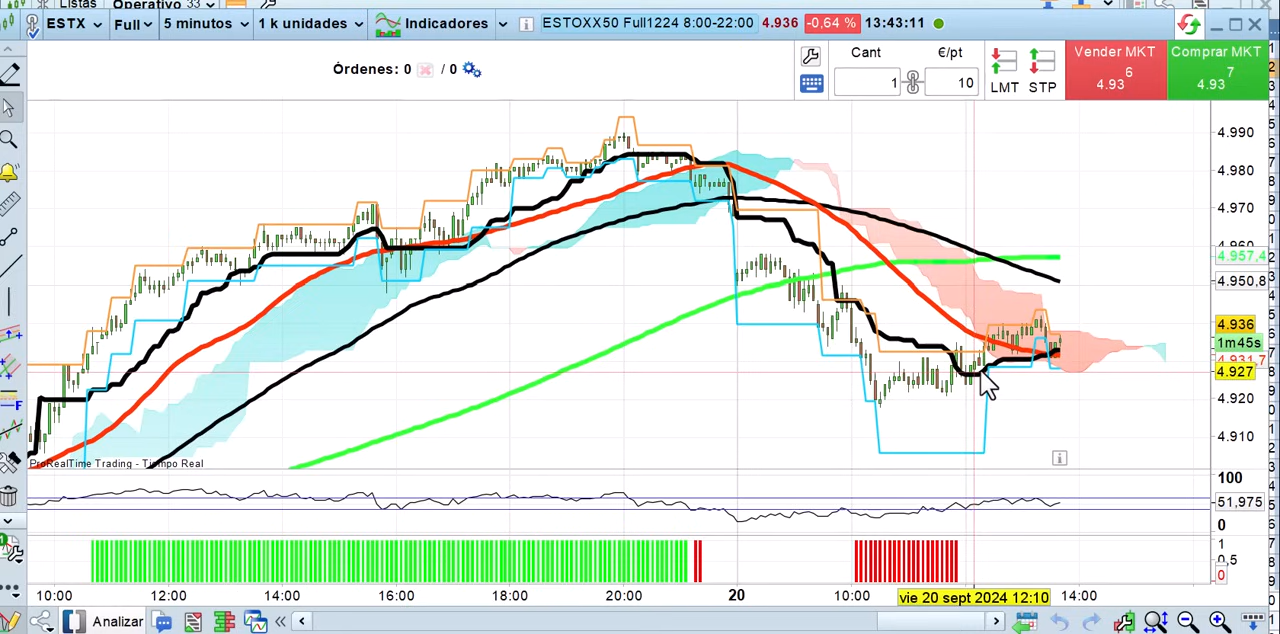 Listas Operativo 33
ESTX Full 5 minutos 1 k unidades Indicadores ESTOXX50 Full1224 8:00-22:00 4.936 -0,64 % 13:43:11
Órdenes: 0 / 0
Cant €/pt
1 10
LMT STP
Vender MKT
4.93 6
Comprar MKT
4.93 7
4.990
4.980
4.970
4.960
4.957,4
4.950.8
4.936
1m45s
4.931,7
4.927
4.920
4.910
ProRealTime Trading - Tiempo Real
100
51,975
0
1
0,5
0
10:00 12:00 14:00 16:00 18:00 20:00 20 10:00 vie 20 sept 2024 12:10 14:00
Analizar